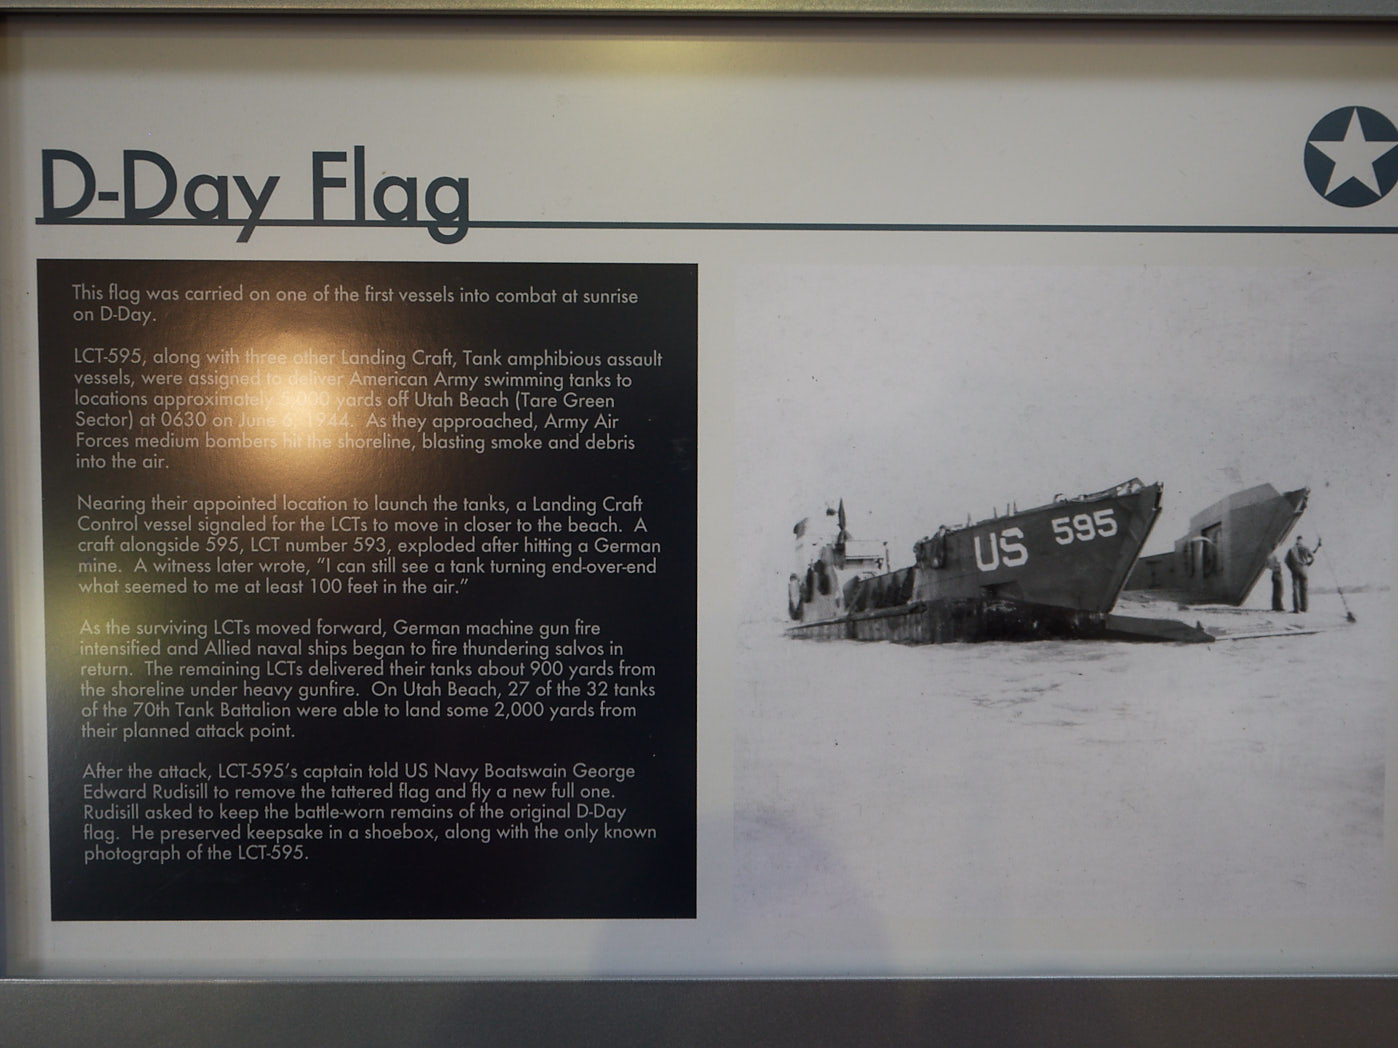 D-Day Flag
This flag was carried on one of the first vessels into combat at sunrise
on D-Day.
LCT-595, along with three other Landing Craft, Tank amphibious assault
vessels, were assigned to deliver American Army swimming tanks to
locations approximately 5,000 yards off Utah Beach (Tare Green
Sector) at 0630 on June 6, 1944.  As they approached, Army Air
Forces medium bombers hit the shoreline, blasting smoke and debris
into the air.
Nearing their appointed location to launch the tanks, a Landing Craft
Control vessel signaled for the LCTs to move in closer to the beach.  A
craft alongside 595, LCT number 593, exploded after hitting a German
mine.  A witness later wrote, “I can still see a tank turning end-over-end
what seemed to me at least 100 feet in the air.”
As the surviving LCTs moved forward, German machine gun fire
intensified and Allied naval ships began to fire thundering salvos in
return.  The remaining LCTs delivered their tanks about 900 yards from
the shoreline under heavy gunfire.  On Utah Beach, 27 of the 32 tanks
of the 70th Tank Battalion were able to land some 2,000 yards from
their planned attack point.
After the attack, LCT-595’s captain told US Navy Boatswain George
Edward Rudisill to remove the tattered flag and fly a new full one.
Rudisill asked to keep the battle-worn remains of the original D-Day
flag.  He preserved keepsake in a shoebox, along with the only known
photograph of the LCT-595.
US 595